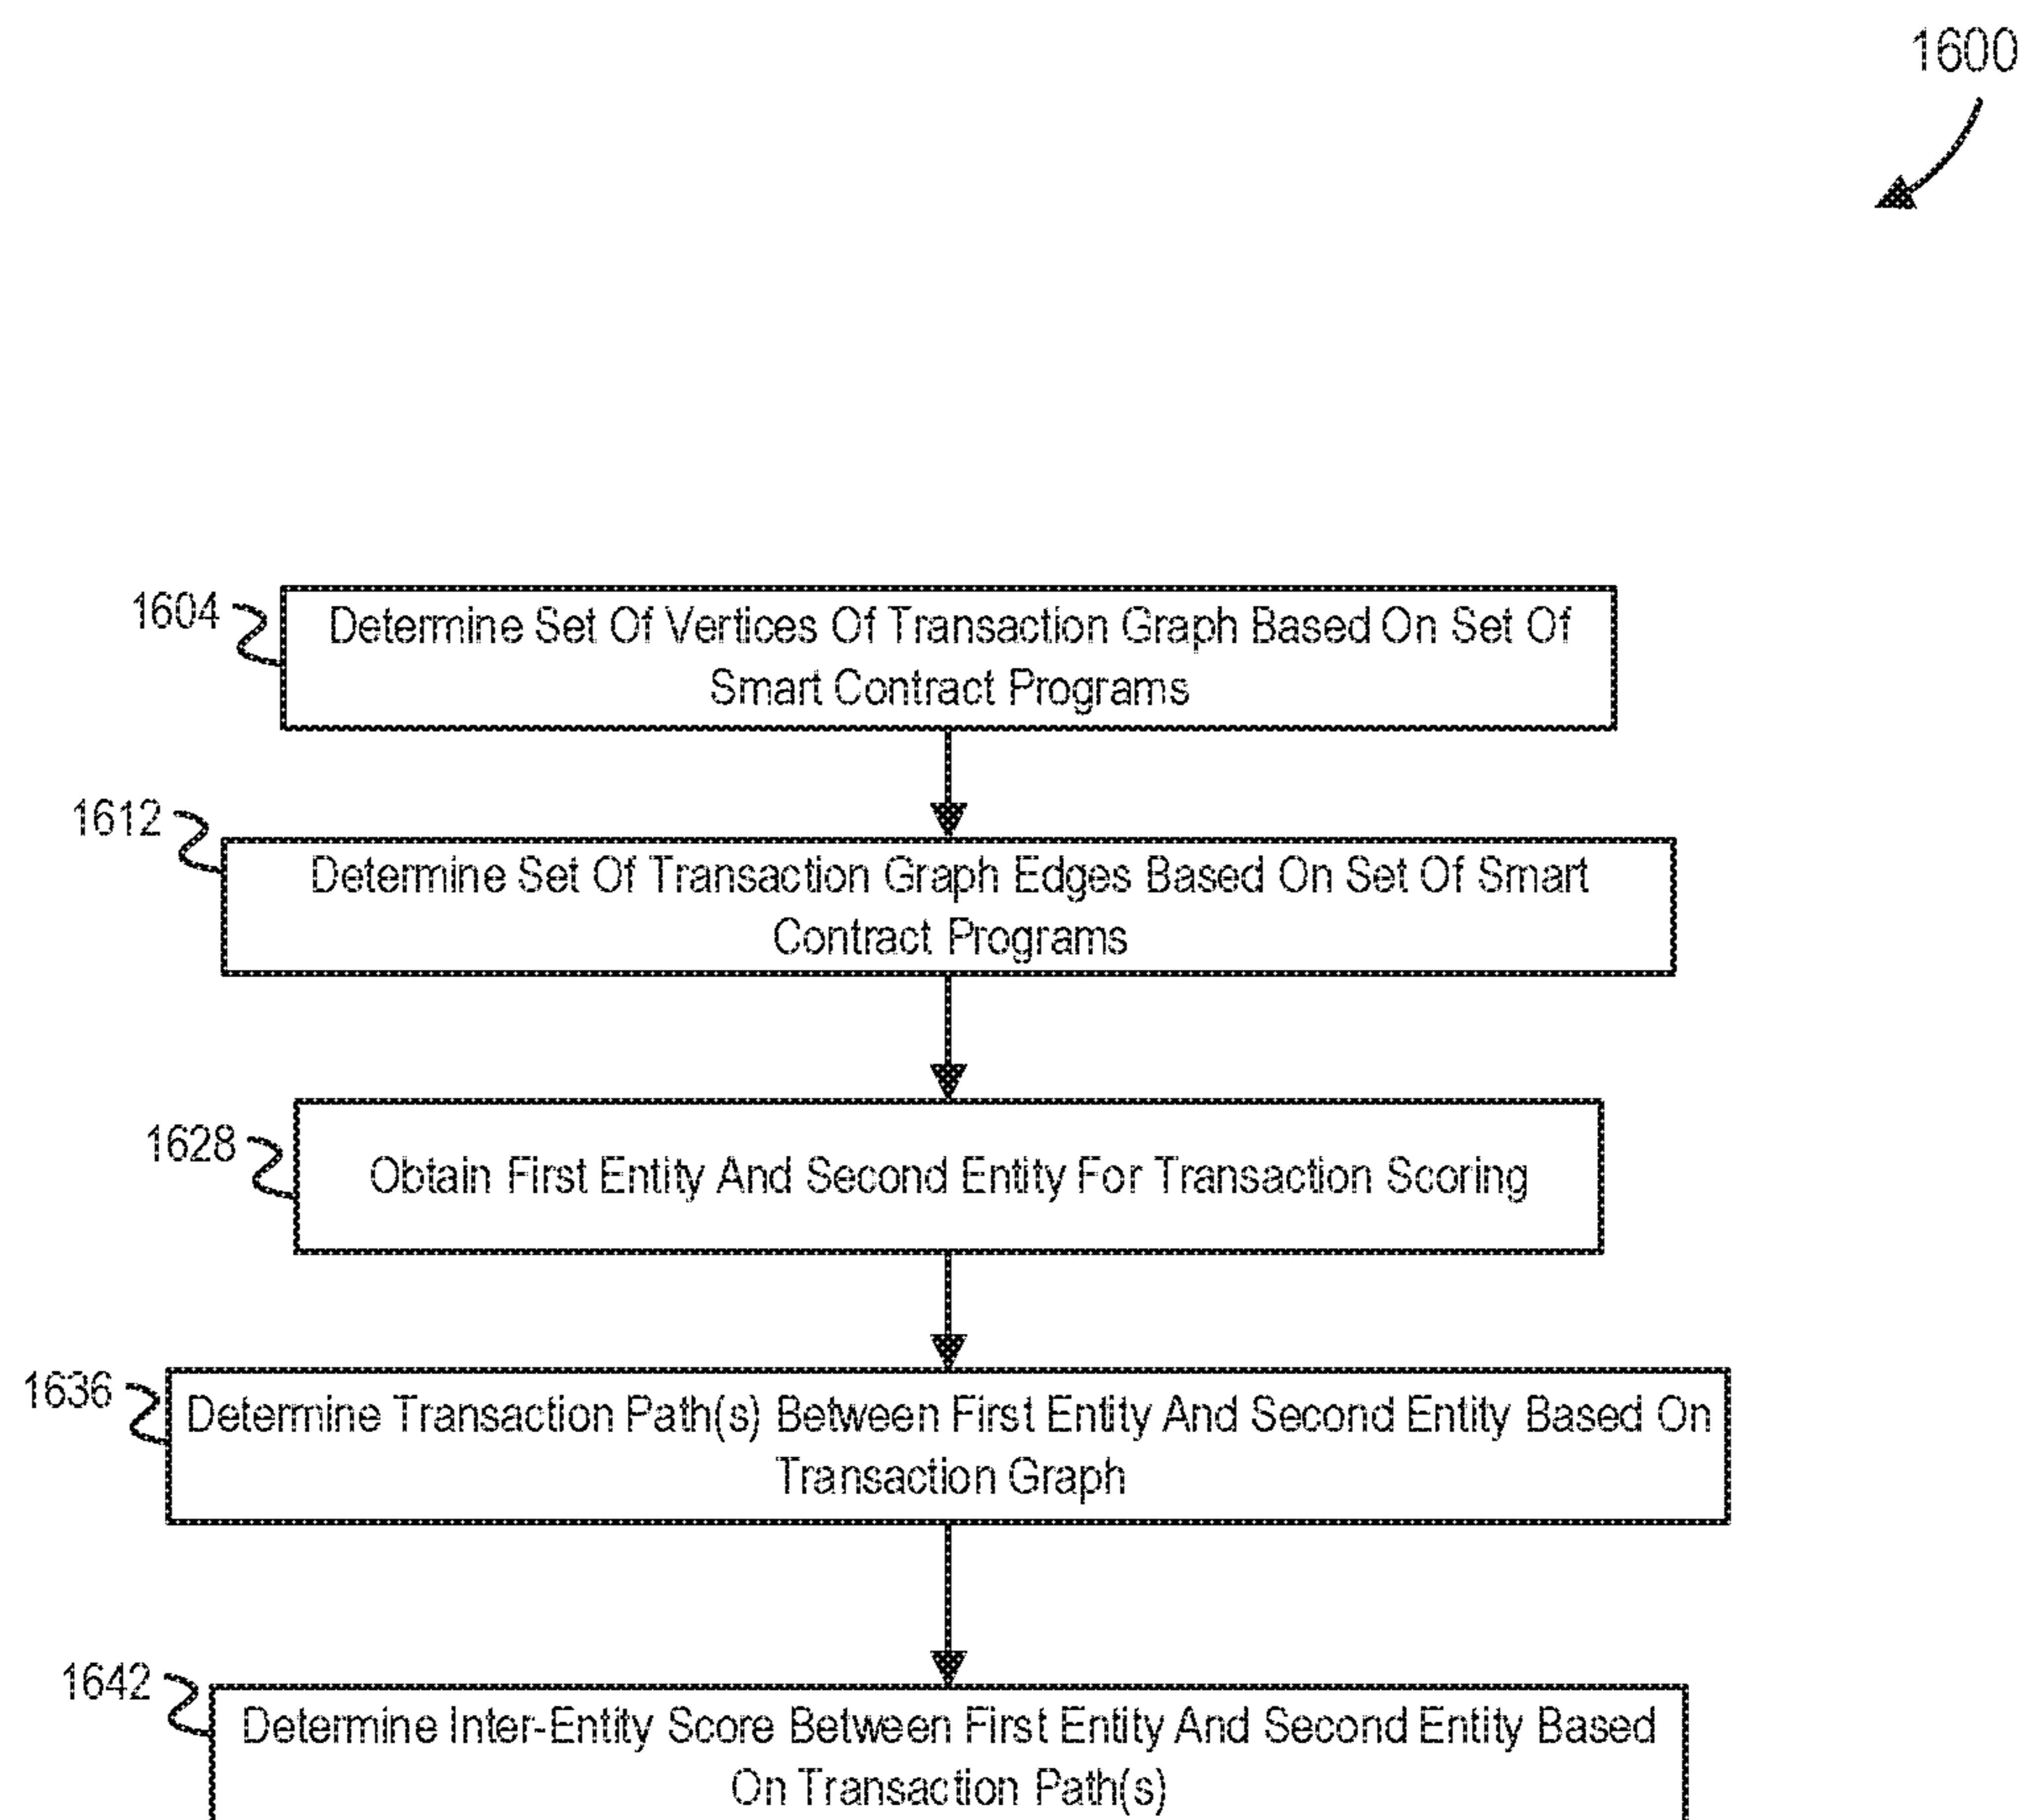 1600
1604
Determine Set Of Vertices Of Transaction Graph Based On Set Of
Smart Contract Programs
1612
Determine Set Of Transaction Graph Edges Based On Set Of Smart
Contract Programs
1628
Obtain First Entity And Second Entity For Transaction Scoring
1636
Determine Transaction Path(s) Between First Entity And Second Entity Based On
Transaction Graph
1642
Determine Inter-Entity Score Between First Entity And Second Entity Based
On Transaction Path(s)